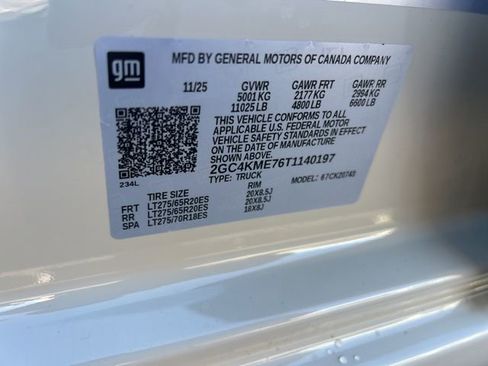 gm
MFD BY GENERAL MOTORS OF CANADA COMPANY
11/25 GVWR GAWR FRT GAWR RR
5001 KG 2177 KG 2994 KG
11025 LB 4800 LB 6600 LB
THIS VEHICLE CONFORMS TO ALL
APPLICABLE U.S. FEDERAL MOTOR
VEHICLE SAFETY STANDARDS IN EFFECT
ON THE DATE OF MANUFACTURE
2GC4KME76T1140197
TYPE: TRUCK MODEL: 67CK20743
234L
TIRE SIZE RIM
FRT LT275/65R20ES 20X8.5J
RR LT275/65R20ES 20X8.5J
SPA LT275/70R18ES 18X8J